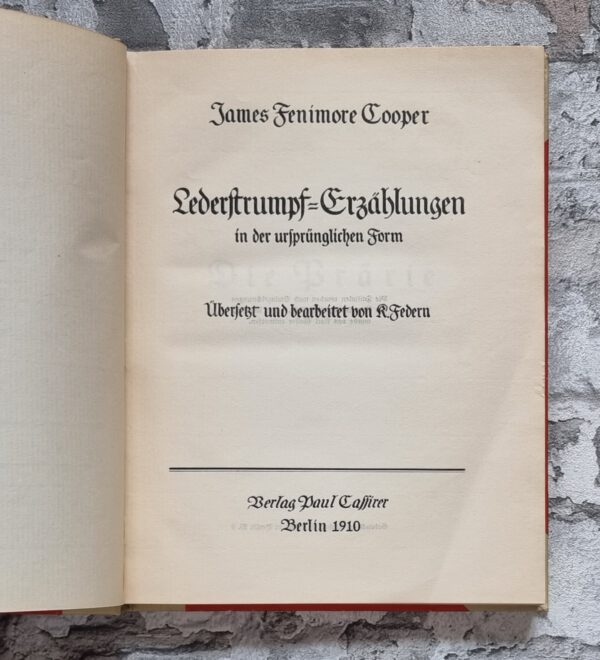 James Fenimore Cooper
Lederstrumpf-Erzählungen
in der ursprünglichen Form
Übersetzt und bearbeitet von K. Federn
Verlag Paul Cassirer
Berlin 1910